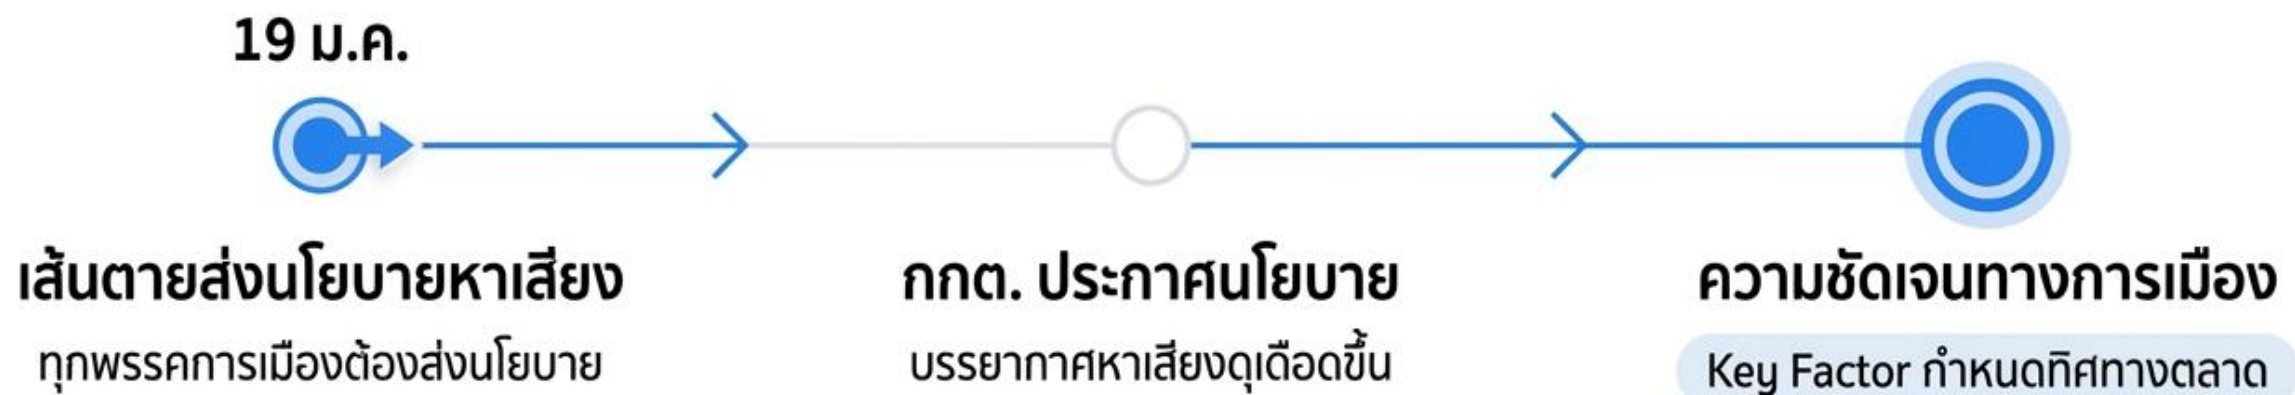 19 ม.ค.
เส้นตายส่งนโยบายหาเสียง
ทุกพรรคการเมืองต้องส่งนโยบาย
กกต. ประกาศนโยบาย
บรรยากาศหาเสียงดุเดือดขึ้น
ความชัดเจนทางการเมือง
Key Factor กำหนดทิศทางตลาด